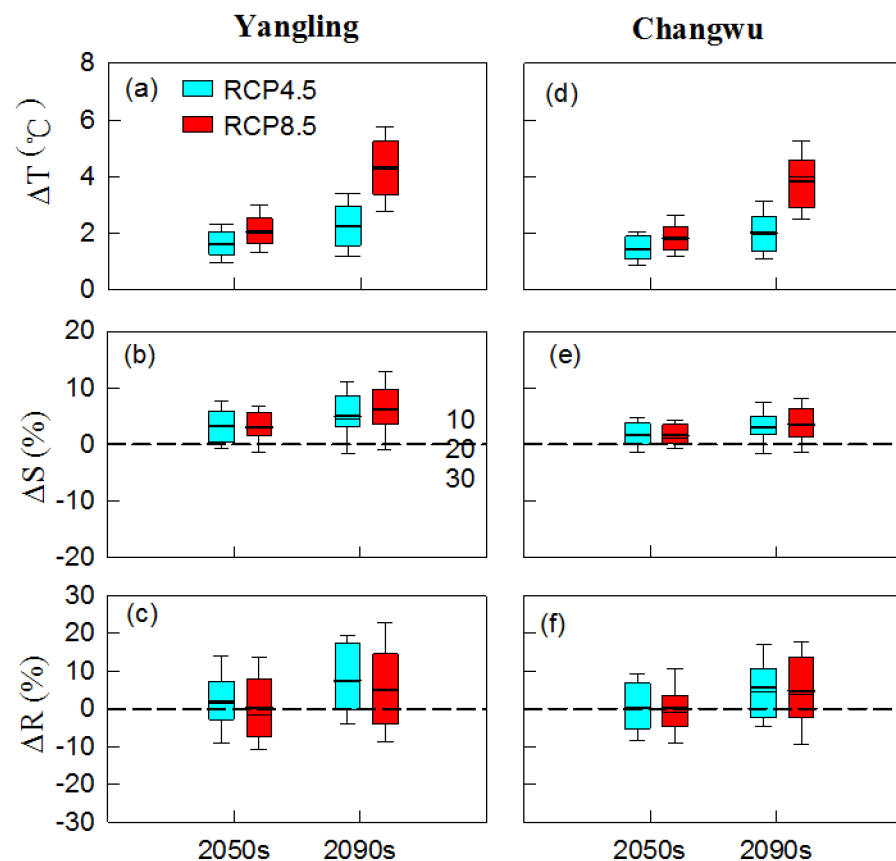 Yangling
Changwu
8
6
4
2
0
ΔT (℃)
(a)
RCP4.5
RCP8.5
(d)
20
10
0
-10
-20
ΔS (%)
(b)
10
20
30
(e)
30
20
10
0
-10
-20
-30
ΔR (%)
(c)
(f)
2050s
2090s
2050s
2090s